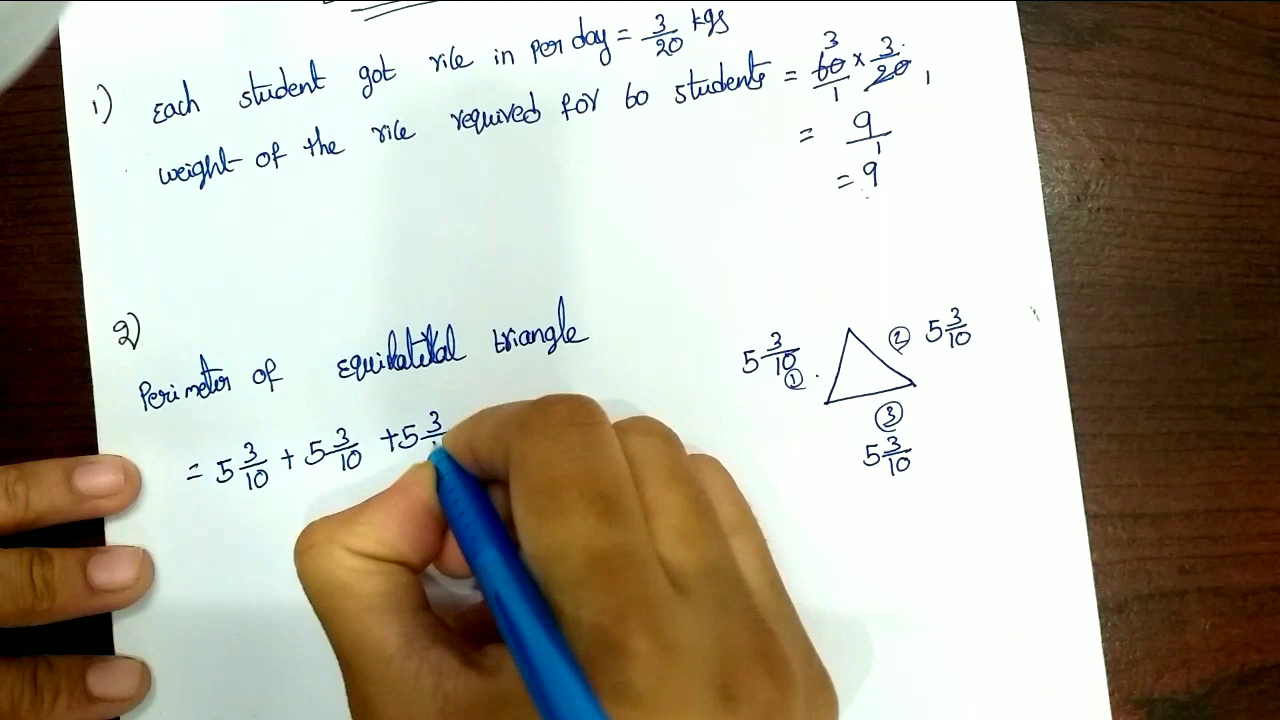 1) Each student got rice in per day = 3/20 kgs
weight of the rice required for 60 students = 60/1 × 3/20
3 1
= 9/1
= 9
2)
Perimeter of equilateral triangle
= 5 3/10 + 5 3/10 + 5 3/
5 3/10 ① ② 5 3/10
③
5 3/10